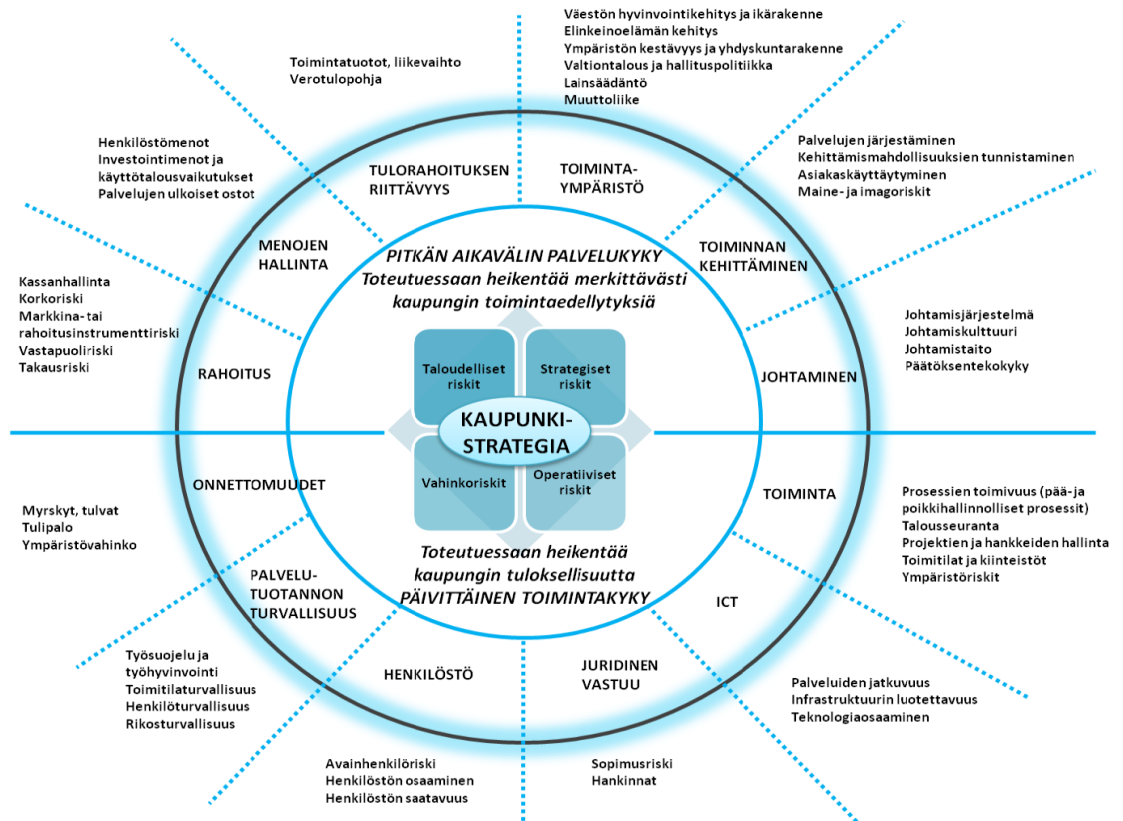 Väestön hyvinvointikehitys ja ikärakenne
Elinkeinoelämän kehitys
Ympäristön kestävyys ja yhdyskuntarakenne
Valtiontalous ja hallituspolitiikka
Lainsäädäntö
Muuttoliike
Toimintatuotot, liikevaihto
Verotulopohja
Henkilöstömenot
Investointimenot ja
käyttötalousvaikutukset
Palvelujen ulkoiset ostot
Palvelujen järjestäminen
Kehittämismahdollisuuksien tunnistaminen
Asiakaskäyttäytyminen
Maine- ja imagoriskit
TULORAHOITUKSEN
RIITTÄVYYS
TOIMINTA-
YMPÄRISTÖ
MENOJEN
HALLINTA
TOIMINNAN
KEHITTÄMINEN
PITKÄN AIKAVÄLIN PALVELUKYKY
Toteutuessaan heikentää merkittävästi
kaupungin toimintaedellytyksiä
Kassanhallinta
Korkoriski
Markkina- tai
rahoitusinstrumenttiriski
Vastapuoliriski
Takausriski
RAHOITUS
Johtamisjärjestelmä
Johtamiskulttuuri
Johtamistaito
Päätöksentekokyky
JOHTAMINEN
Taloudelliset
riskit
Strategiset
riskit
KAUPUNKI-
STRATEGIA
Vahinkoriskit
Operatiiviset
riskit
ONNETTOMUUDET
TOIMINTA
Myrskyt, tulvat
Tulipalo
Ympäristövahinko
Prosessien toimivuus (pää- ja
poikkihallinnolliset prosessit)
Talousseuranta
Projektien ja hankkeiden hallinta
Toimitilat ja kiinteistöt
Ympäristöriskit
Toteutuessaan heikentää
kaupungin tuloksellisuutta
PÄIVITTÄINEN TOIMINTAKYKY
PALVELU-
TUOTANNON
TURVALLISUUS
ICT
HENKILÖSTÖ
JURIDINEN
VASTUU
Työsuojelu ja
työhyvinvointi
Toimitilaturvallisuus
Henkilöturvallisuus
Rikosturvallisuus
Palveluiden jatkuvuus
Infrastruktuurin luotettavuus
Teknologiaosaaminen
Avainhenkilöriski
Henkilöstön osaaminen
Henkilöstön saatavuus
Sopimusriski
Hankinnat